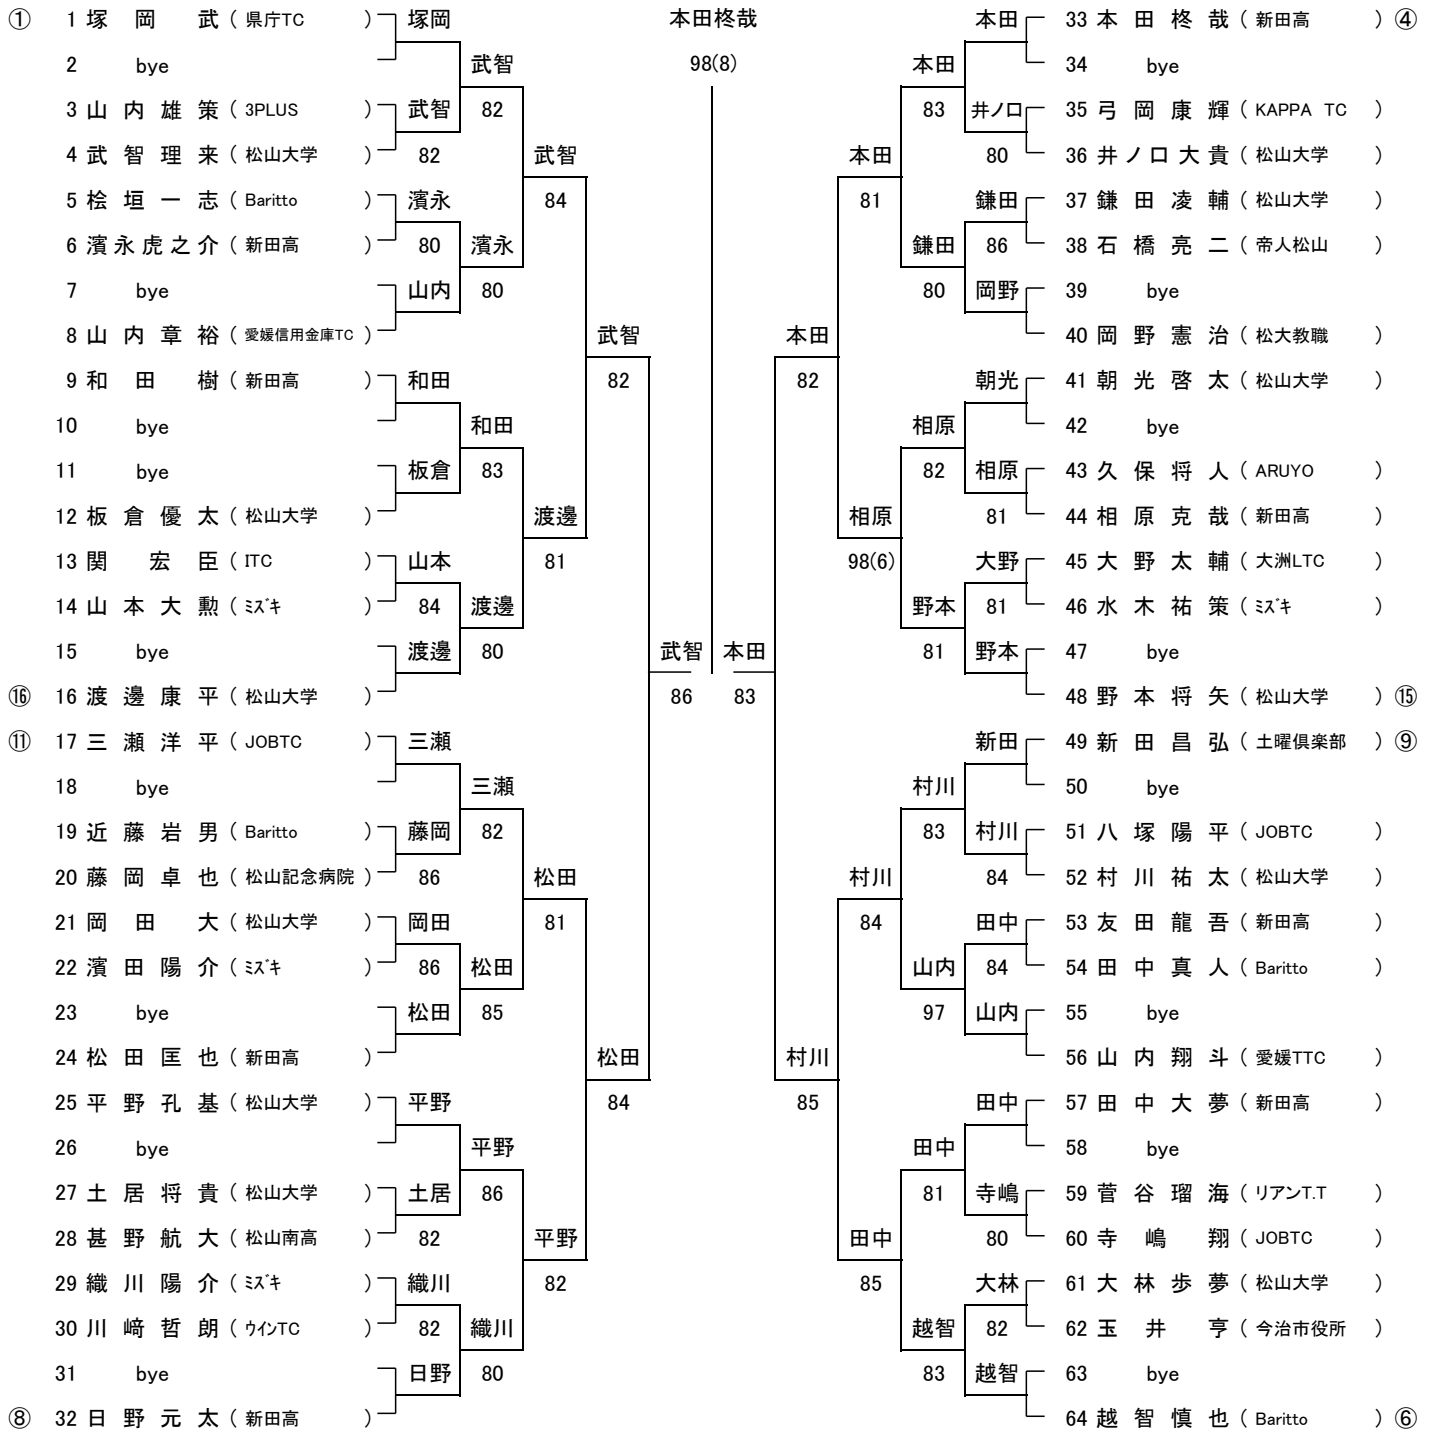 ① 1 塚岡 武 ( 県庁TC ) 塚岡 本田柊哉 本田 33 本田柊哉 ( 新田高 ) ④
2 bye 武智 98(8) 本田 34 bye
3 山内雄策 ( 3PLUS ) 武智 82 83 井ノ口 35 弓岡康輝 ( KAPPA TC )
4 武智理来 ( 松山大学 ) 82 武智 本田 80 36 井ノ口大貴 ( 松山大学 )
5 桧垣一志 ( Baritto ) 濱永 84 81 鎌田 37 鎌田凌輔 ( 松山大学 )
6 濱永虎之介 ( 新田高 ) 80 濱永 鎌田 86 38 石橋亮二 ( 帝人松山 )
7 bye 山内 80 80 岡野 39 bye
8 山内章裕 ( 愛媛信用金庫TC ) 武智 本田 40 岡野憲治 ( 松大教職 )
9 和田 樹 ( 新田高 ) 和田 82 82 朝光 41 朝光啓太 ( 松山大学 )
10 bye 和田 相原 42 bye
11 bye 板倉 83 82 相原 43 久保将人 ( ARUYO )
12 板倉優太 ( 松山大学 ) 渡邊 相原 81 44 相原克哉 ( 新田高 )
13 関 宏臣 ( ITC ) 山本 81 98(6) 大野 45 大野太輔 ( 大洲LTC )
14 山本大勲 ( ミズキ ) 84 渡邊 野本 81 46 水木祐策 ( ミズキ )
15 bye 渡邊 80 武智 本田 81 野本 47 bye
⑯ 16 渡邊康平 ( 松山大学 ) 86 83 48 野本将矢 ( 松山大学 ) ⑮
⑪ 17 三瀬洋平 ( JOBTC ) 三瀬 新田 49 新田昌弘 ( 土曜倶楽部 ) ⑨
18 bye 三瀬 村川 50 bye
19 近藤岩男 ( Baritto ) 藤岡 82 83 村川 51 八塚陽平 ( JOBTC )
20 藤岡卓也 ( 松山記念病院 ) 86 松田 村川 84 52 村川祐太 ( 松山大学 )
21 岡田 大 ( 松山大学 ) 岡田 81 84 田中 53 友田龍吾 ( 新田高 )
22 濱田陽介 ( ミズキ ) 86 松田 山内 84 54 田中真人 ( Baritto )
23 bye 松田 85 97 山内 55 bye
24 松田匡也 ( 新田高 ) 松田 村川 56 山内翔斗 ( 愛媛TTC )
25 平野孔基 ( 松山大学 ) 平野 84 85 田中 57 田中大夢 ( 新田高 )
26 bye 平野 田中 58 bye
27 土居将貴 ( 松山大学 ) 土居 86 81 寺嶋 59 菅谷瑠海 ( リアンT.T )
28 甚野航大 ( 松山南高 ) 82 平野 田中 80 60 寺嶋 翔 ( JOBTC )
29 織川陽介 ( ミズキ ) 織川 82 85 大林 61 大林歩夢 ( 松山大学 )
30 川﨑哲朗 ( ウインTC ) 82 織川 越智 82 62 玉井 亨 ( 今治市役所 )
31 bye 日野 80 83 越智 63 bye
⑧ 32 日野元太 ( 新田高 ) 64 越智慎也 ( Baritto ) ⑥